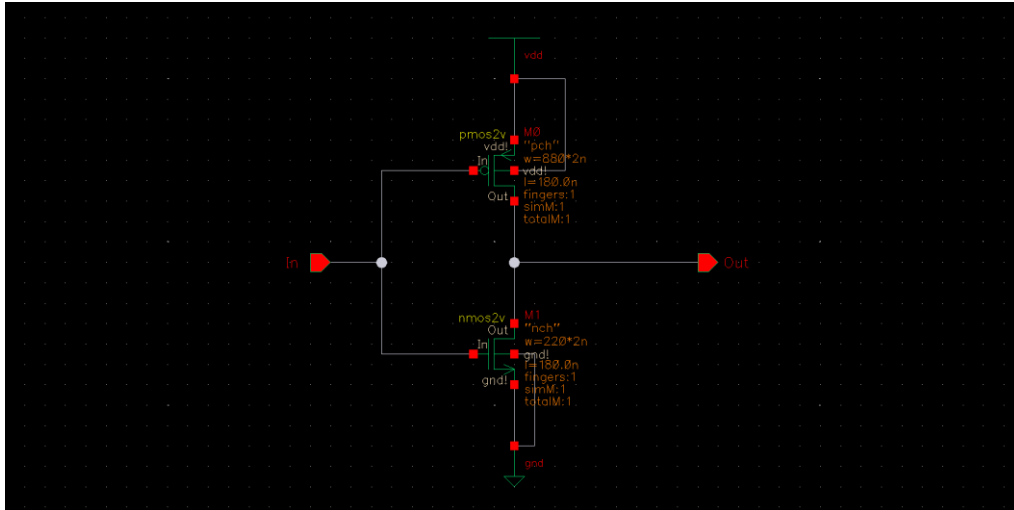 vdd
pmos2v
M0
vdd!
"pch"
In
w=880*2n
vdd!
l=180.0n
Out
fingers:1
simM:1
totalM:1
In
Out
nmos2v
M1
Out
"nch"
In
w=220*2n
gnd!
l=180.0n
gnd!
fingers:1
simM:1
totalM:1
gnd